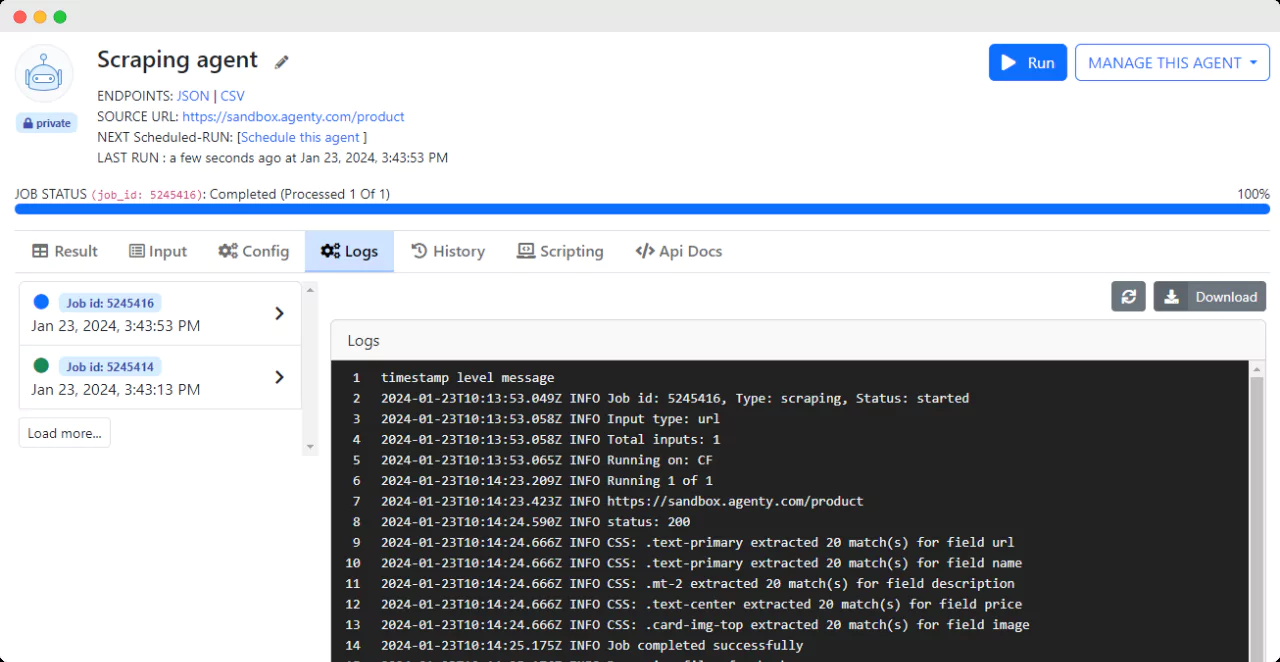 Scraping agent
Run
MANAGE THIS AGENT
ENDPOINTS: JSON | CSV
private
SOURCE URL: https://sandbox.agenty.com/product
NEXT Scheduled-RUN: [Schedule this agent ]
LAST RUN : a few seconds ago at Jan 23, 2024, 3:43:53 PM
JOB STATUS (job_id: 5245416): Completed (Processed 1 Of 1)
100%
Result
Input
Config
Logs
History
Scripting
Api Docs
Job id: 5245416
Jan 23, 2024, 3:43:53 PM
Job id: 5245414
Jan 23, 2024, 3:43:13 PM
Load more...
Download
Logs
1 timestamp level message
2 2024-01-23T10:13:53.049Z INFO Job id: 5245416, Type: scraping, Status: started
3 2024-01-23T10:13:53.058Z INFO Input type: url
4 2024-01-23T10:13:53.058Z INFO Total inputs: 1
5 2024-01-23T10:13:53.065Z INFO Running on: CF
6 2024-01-23T10:14:23.209Z INFO Running 1 of 1
7 2024-01-23T10:14:23.423Z INFO https://sandbox.agenty.com/product
8 2024-01-23T10:14:24.590Z INFO status: 200
9 2024-01-23T10:14:24.666Z INFO CSS: .text-primary extracted 20 match(s) for field url
10 2024-01-23T10:14:24.666Z INFO CSS: .text-primary extracted 20 match(s) for field name
11 2024-01-23T10:14:24.666Z INFO CSS: .mt-2 extracted 20 match(s) for field description
12 2024-01-23T10:14:24.666Z INFO CSS: .text-center extracted 20 match(s) for field price
13 2024-01-23T10:14:24.666Z INFO CSS: .card-img-top extracted 20 match(s) for field image
14 2024-01-23T10:14:25.175Z INFO Job completed successfully